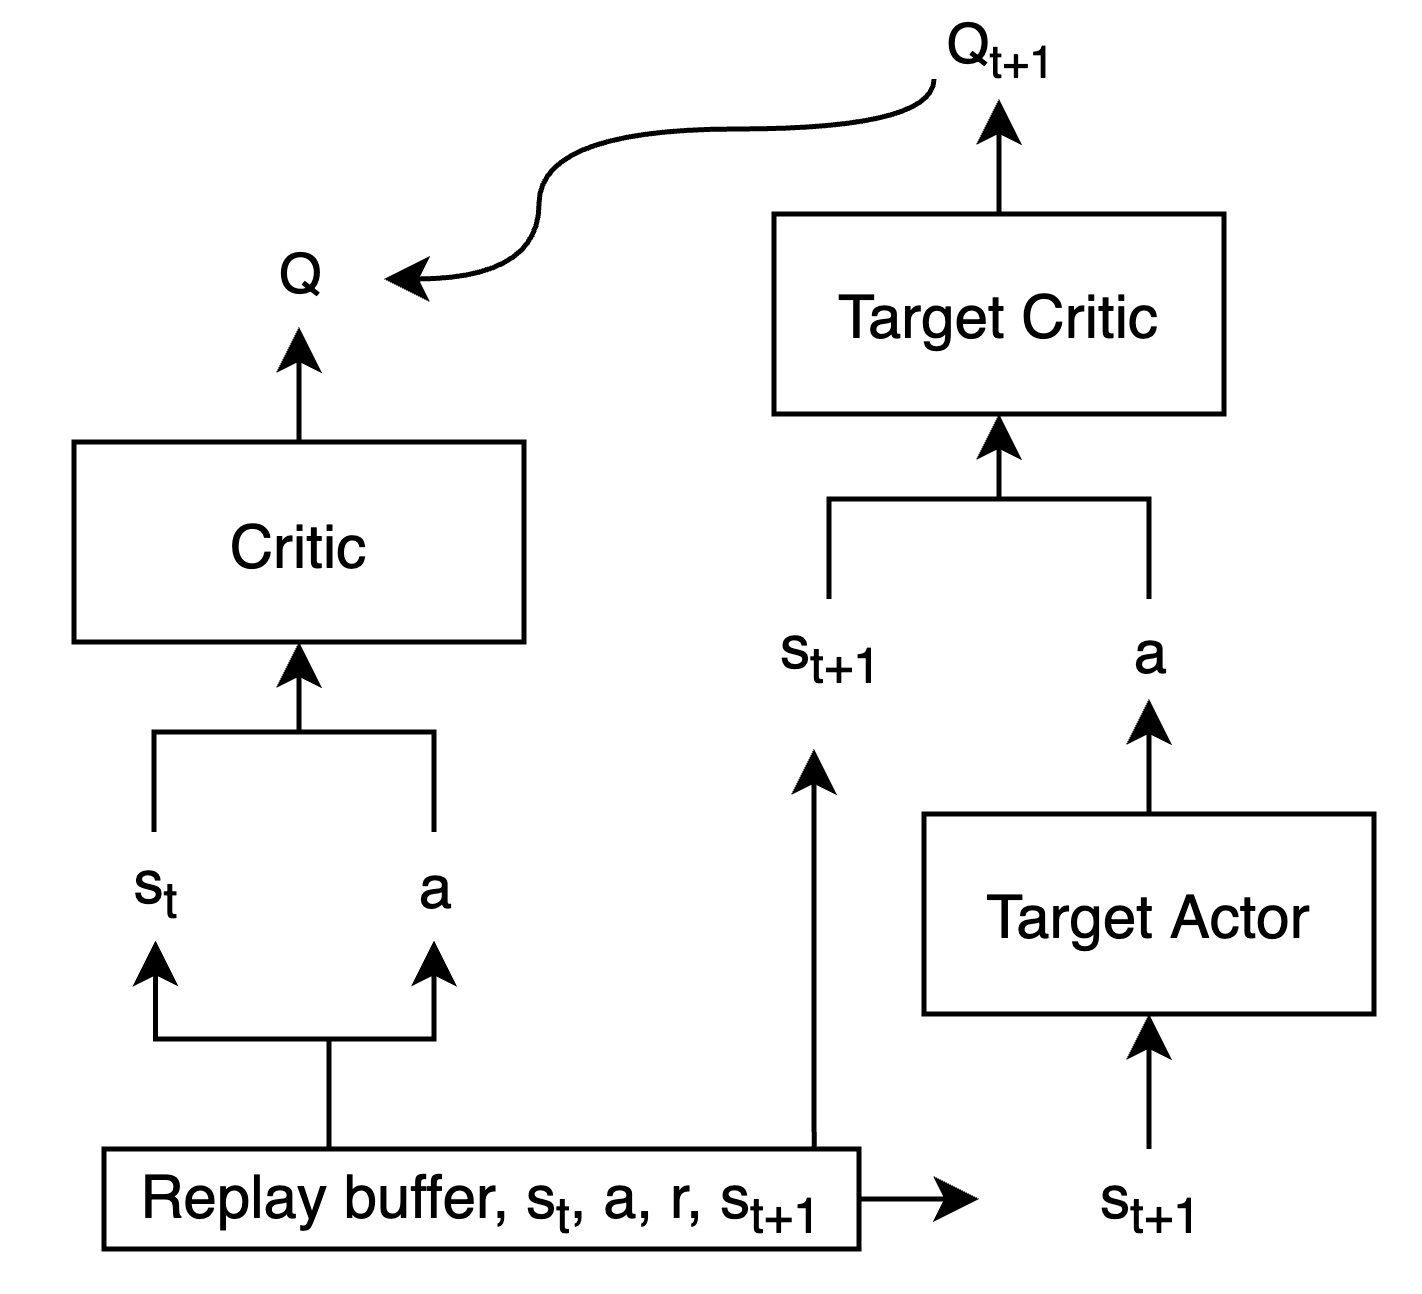 Q_{t+1}
Q
Target Critic
Critic
s_{t+1}
a
s_t
a
Target Actor
Replay buffer, s_t, a, r, s_{t+1}
s_{t+1}